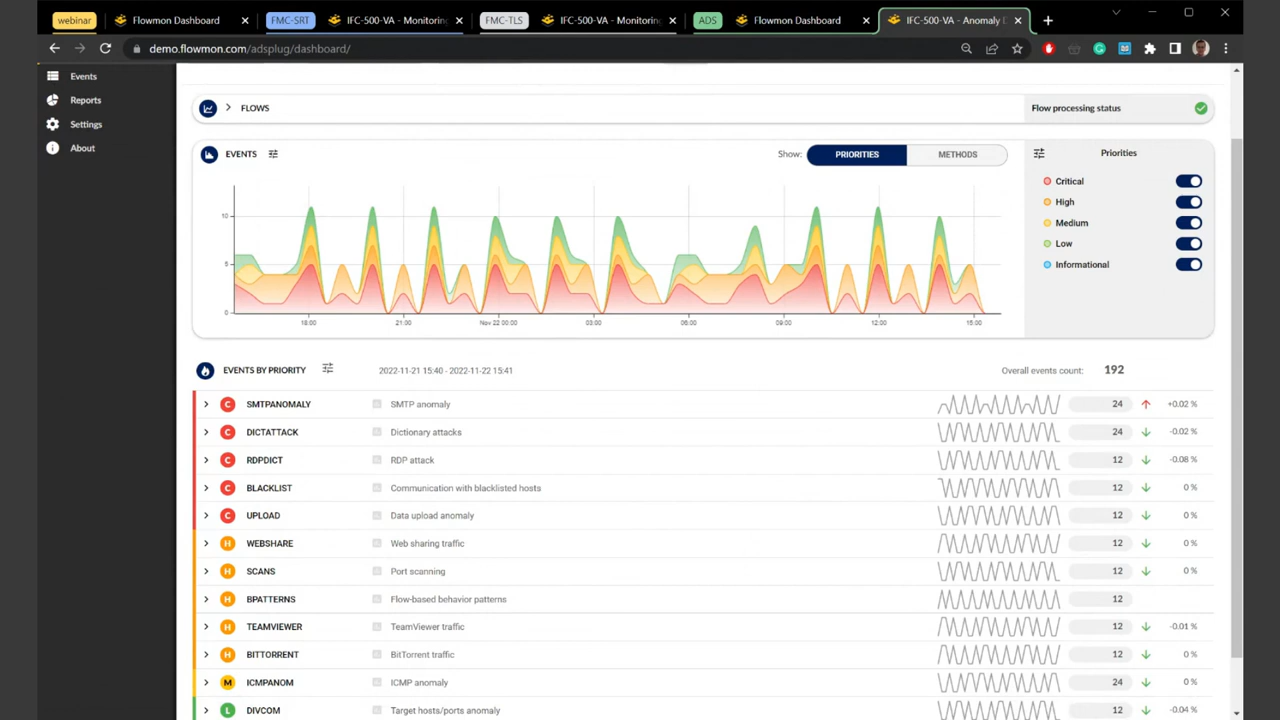 webinar Flowmon Dashboard FMC-SRT IFC-500-VA - Monitoring FMC-TLS IFC-500-VA - Monitoring ADS Flowmon Dashboard IFC-500-VA - Anomaly D
demo.flowmon.com/adsplug/dashboard/
Events
Reports
Settings
About
FLOWS
Flow processing status
EVENTS
Show: PRIORITIES METHODS
Priorities
Critical
High
Medium
Low
Informational
10
5
0
18:00 21:00 Nov 22 00:00 03:00 06:00 09:00 12:00 15:00
EVENTS BY PRIORITY 2022-11-21 15:40 - 2022-11-22 15:41 Overall events count: 192
C SMTPANOMALY SMTP anomaly 24 +0.02 %
C DICTATTACK Dictionary attacks 24 -0.02 %
C RDPDICT RDP attack 12 -0.08 %
C BLACKLIST Communication with blacklisted hosts 12 0 %
C UPLOAD Data upload anomaly 12 0 %
H WEBSHARE Web sharing traffic 12 0 %
H SCANS Port scanning 12 0 %
H BPATTERNS Flow-based behavior patterns 12
H TEAMVIEWER TeamViewer traffic 12 -0.01 %
H BITTORRENT BitTorrent traffic 12 0 %
M ICMPANOM ICMP anomaly 24 0 %
L DIVCOM Target hosts/ports anomaly 12 -0.04 %